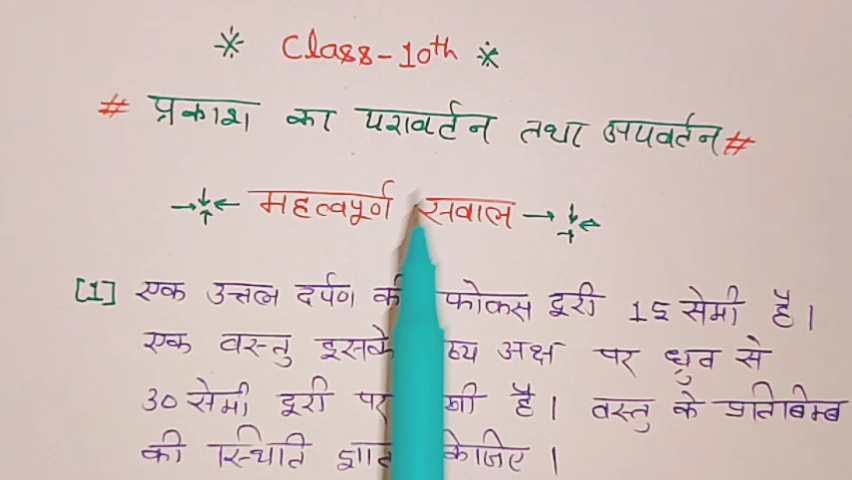 Class-10th
# प्रकाश का परावर्तन तथा अपवर्तन #
महत्वपूर्ण सवाल
[1] एक उत्तल दर्पण की फोकस दूरी 15 सेमी है।
एक वस्तु इसके अक्ष पर ध्रुव से
30 सेमी दूरी पर है। वस्तु के प्रतिबिम्ब
की स्थिति